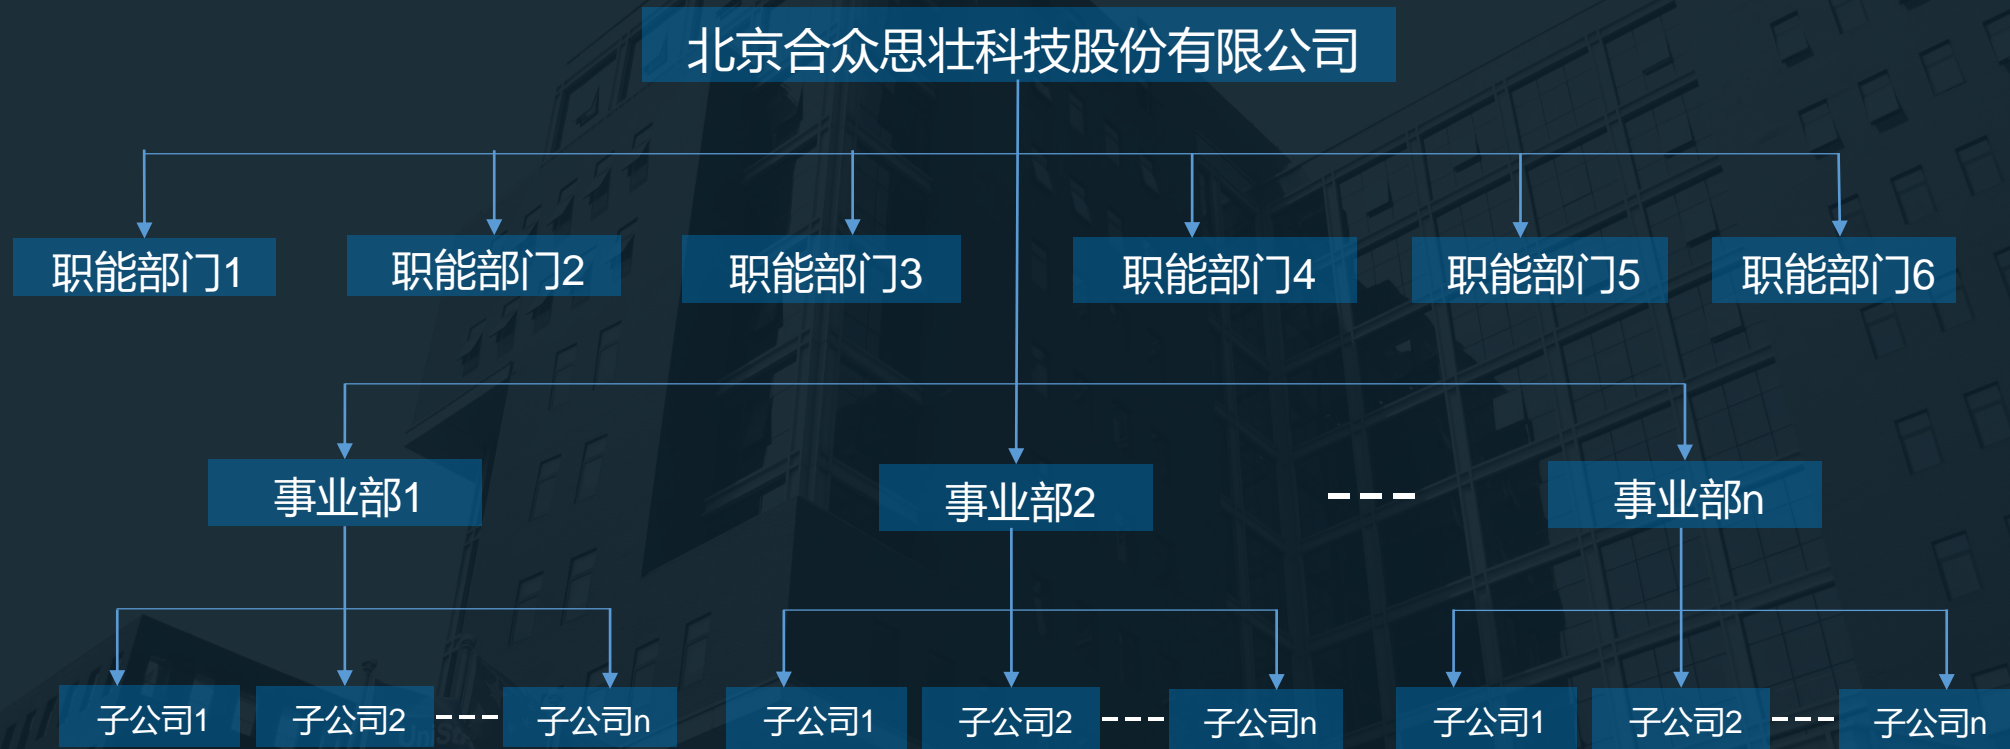 北京合众思壮科技股份有限公司
职能部门1
职能部门2
职能部门3
职能部门4
职能部门5
职能部门6
事业部1
事业部2
事业部n
子公司1
子公司2
子公司n
子公司1
子公司2
子公司n
子公司1
子公司2
子公司n